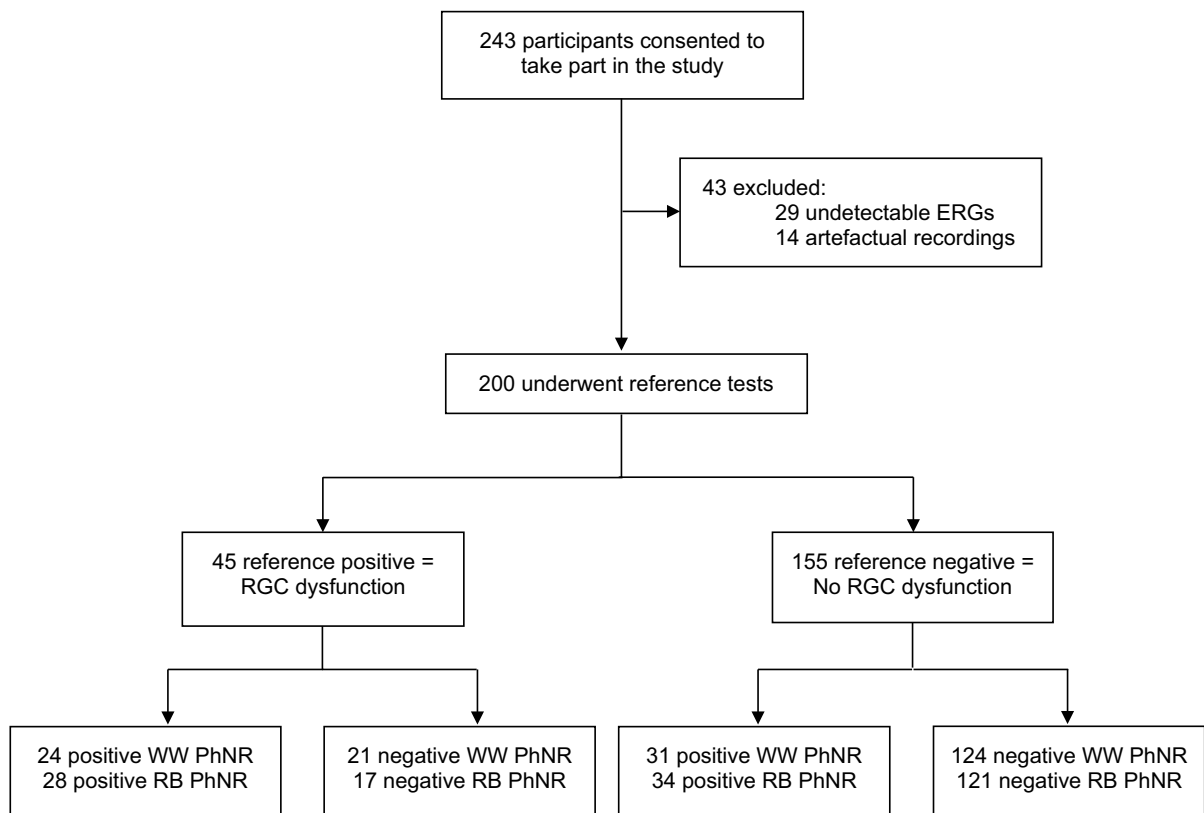 243 participants consented to
take part in the study
43 excluded:
29 undetectable ERGs
14 artefactual recordings
200 underwent reference tests
45 reference positive =
RGC dysfunction
155 reference negative =
No RGC dysfunction
24 positive WW PhNR
28 positive RB PhNR
21 negative WW PhNR
17 negative RB PhNR
31 positive WW PhNR
34 positive RB PhNR
124 negative WW PhNR
121 negative RB PhNR